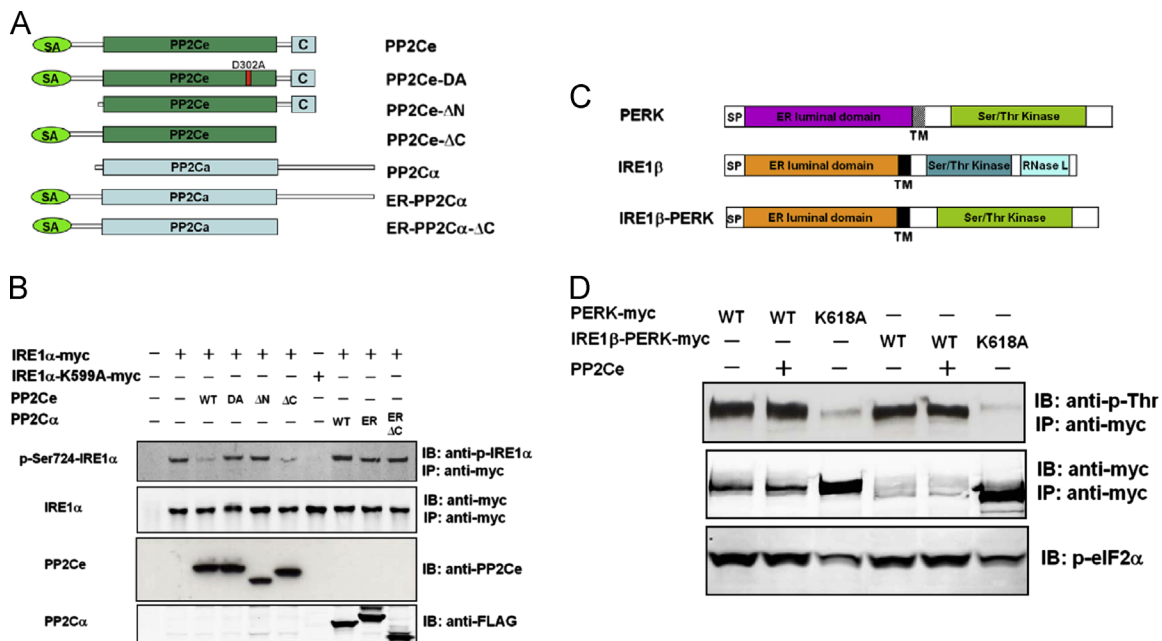 A
SA PP2Ce C PP2Ce
D302A
SA PP2Ce C PP2Ce-DA
PP2Ce C PP2Ce-ΔN
SA PP2Ce PP2Ce-ΔC
PP2Ca PP2Cα
SA PP2Ca ER-PP2Cα
SA PP2Ca ER-PP2Cα-ΔC
B
IRE1α-myc – + + + + + – + + +
IRE1α-K599A-myc – – – – – – + – – –
PP2Ce – – WT DA ΔN ΔC – – – –
PP2Cα – – – – – – – WT ER ER ΔC
p-Ser724-IRE1α IB: anti-p-IRE1α
IP: anti-myc
IRE1α IB: anti-myc
IP: anti-myc
PP2Ce IB: anti-PP2Ce
PP2Cα IB: anti-FLAG
C
PERK SP ER luminal domain Ser/Thr Kinase
TM
IRE1β SP ER luminal domain Ser/Thr Kinase RNase L
TM
IRE1β-PERK SP ER luminal domain Ser/Thr Kinase
TM
D
PERK-myc WT WT K618A – – –
IRE1β-PERK-myc – – – WT WT K618A
PP2Ce – + – – + –
IB: anti-p-Thr
IP: anti-myc
IB: anti-myc
IP: anti-myc
IB: p-eIF2α